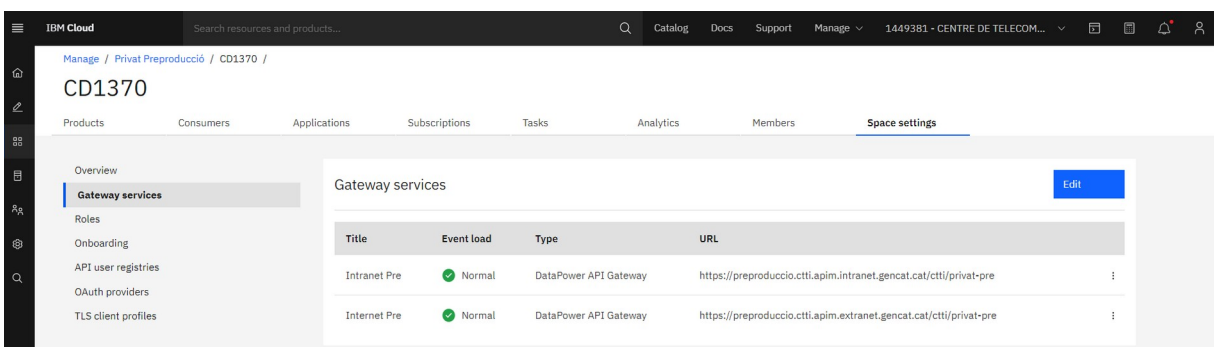 IBM Cloud
Search resources and products...
Catalog
Docs
Support
Manage
1449381 - CENTRE DE TELECOM...
Manage / Privat Preproducció / CD1370 /
CD1370
Products
Consumers
Applications
Subscriptions
Tasks
Analytics
Members
Space settings
Overview
Gateway services
Roles
Onboarding
API user registries
OAuth providers
TLS client profiles
Gateway services
Edit
Title Event load Type URL
Intranet Pre Normal DataPower API Gateway https://preproduccio.ctti.apim.intranet.gencat.cat/ctti/privat-pre
Internet Pre Normal DataPower API Gateway https://preproduccio.ctti.apim.extranet.gencat.cat/ctti/privat-pre